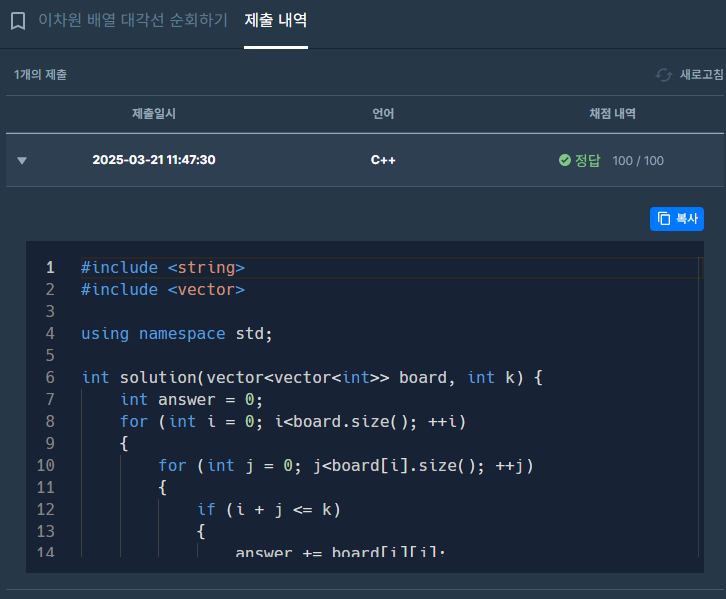 이차원 배열 대각선 순회하기 제출 내역
1개의 제출 새로고침
제출일시 언어 채점 내역
2025-03-21 11:47:30 C++ 정답 100 / 100
복사
1 #include <string>
2 #include <vector>
3
4 using namespace std;
5
6 int solution(vector<vector<int>> board, int k) {
7 int answer = 0;
8 for (int i = 0; i<board.size(); ++i)
9 {
10 for (int j = 0; j<board[i].size(); ++j)
11 {
12 if (i + j <= k)
13 {
14 answer += board[i][j];